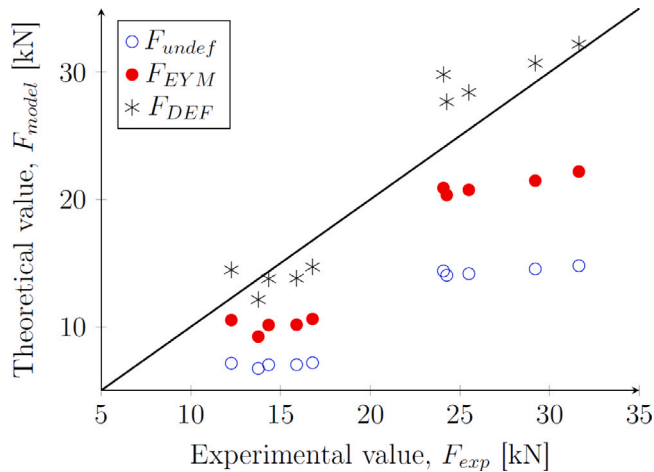 F_undef
F_EYM
F_DEF
Theoretical value, F_model [kN]
30
20
10
5 10 15 20 25 30 35
Experimental value, F_exp [kN]